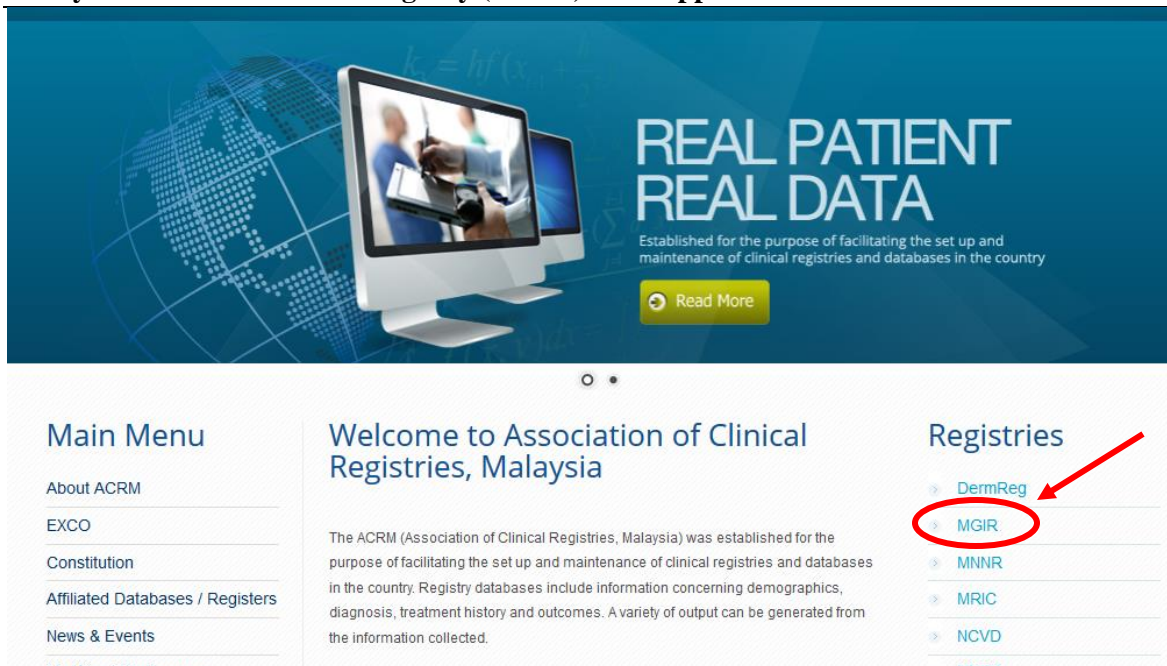 REAL PATIENT
REAL DATA
Established for the purpose of facilitating the set up and
maintenance of clinical registries and databases in the country
Read More
Main Menu
About ACRM
EXCO
Constitution
Affiliated Databases / Registers
News & Events
Welcome to Association of Clinical
Registries, Malaysia
The ACRM (Association of Clinical Registries, Malaysia) was established for the
purpose of facilitating the set up and maintenance of clinical registries and databases
in the country. Registry databases include information concerning demographics,
diagnosis, treatment history and outcomes. A variety of output can be generated from
the information collected.
Registries
DermReg
MGIR
MNNR
MRIC
NCVD